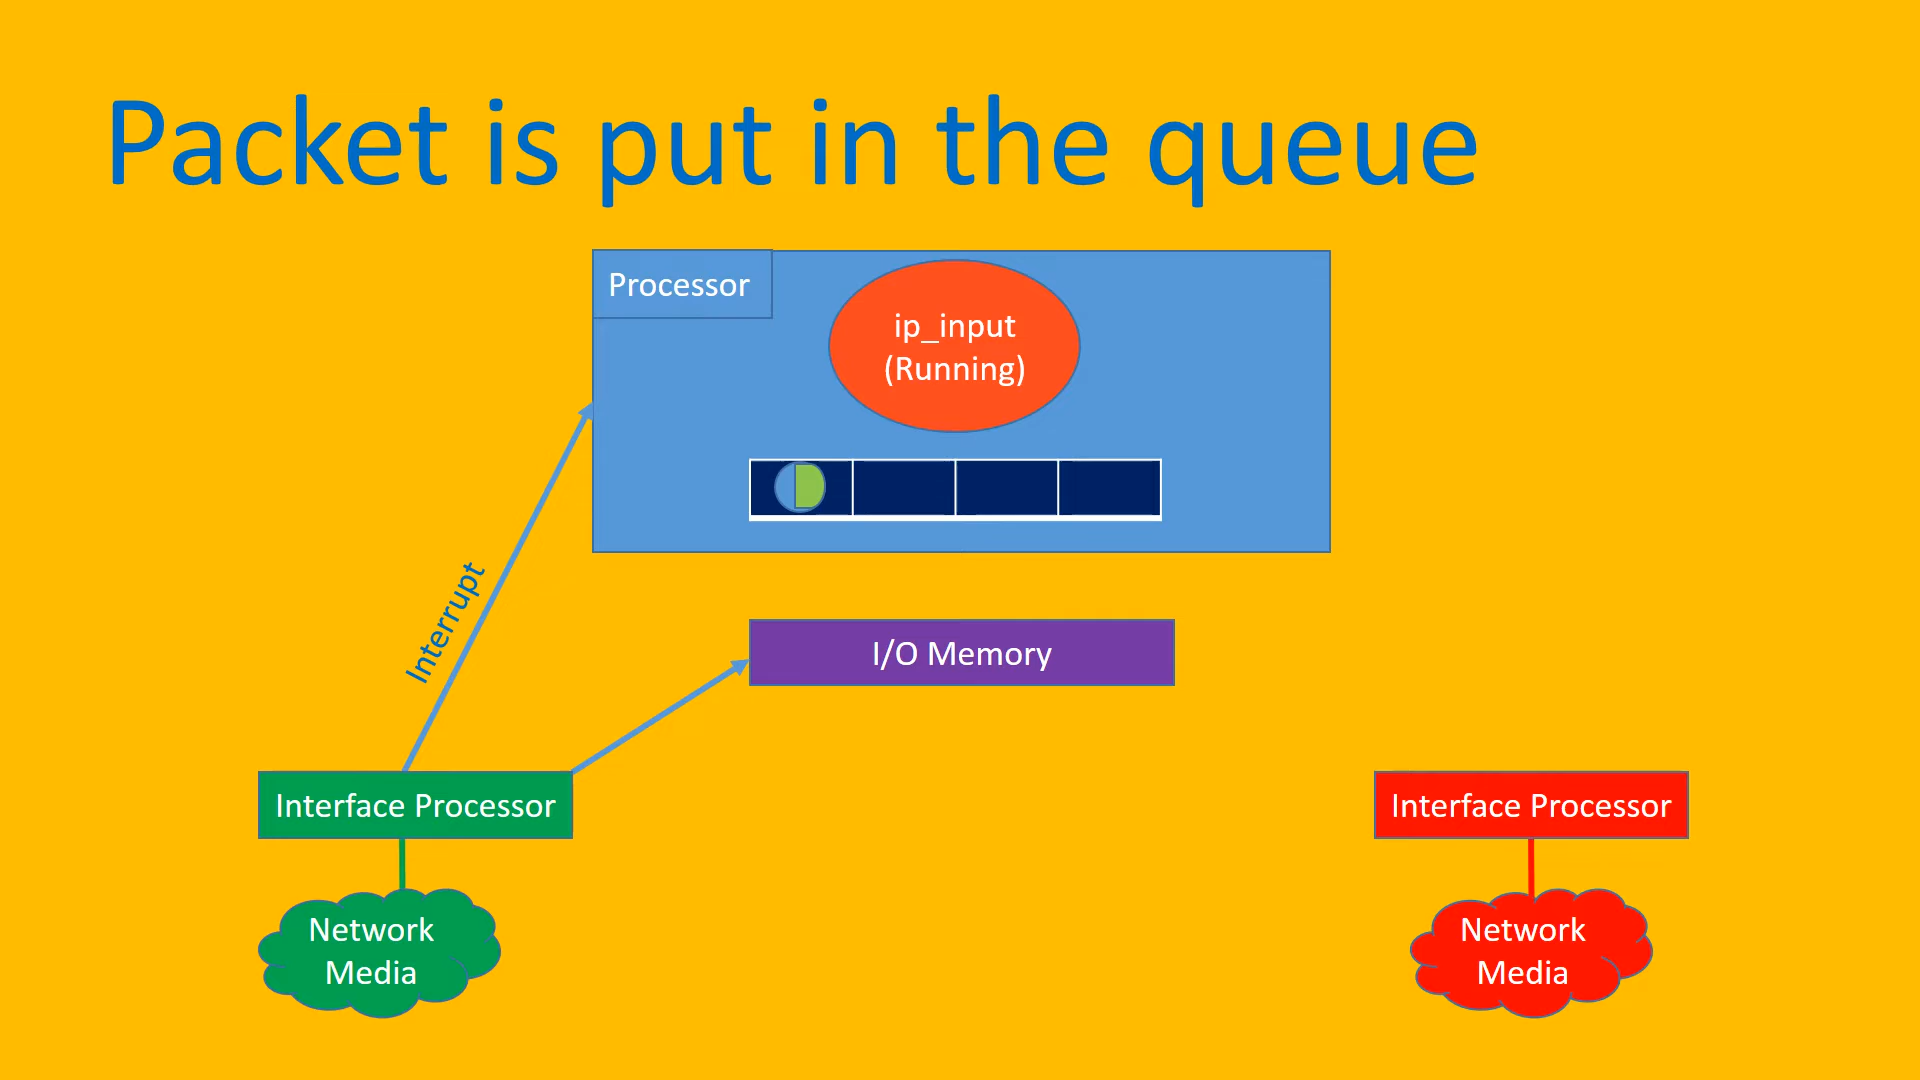 Packet is put in the queue
Processor
ip_input
(Running)
Interrupt
I/O Memory
Interface Processor
Interface Processor
Network
Media
Network
Media